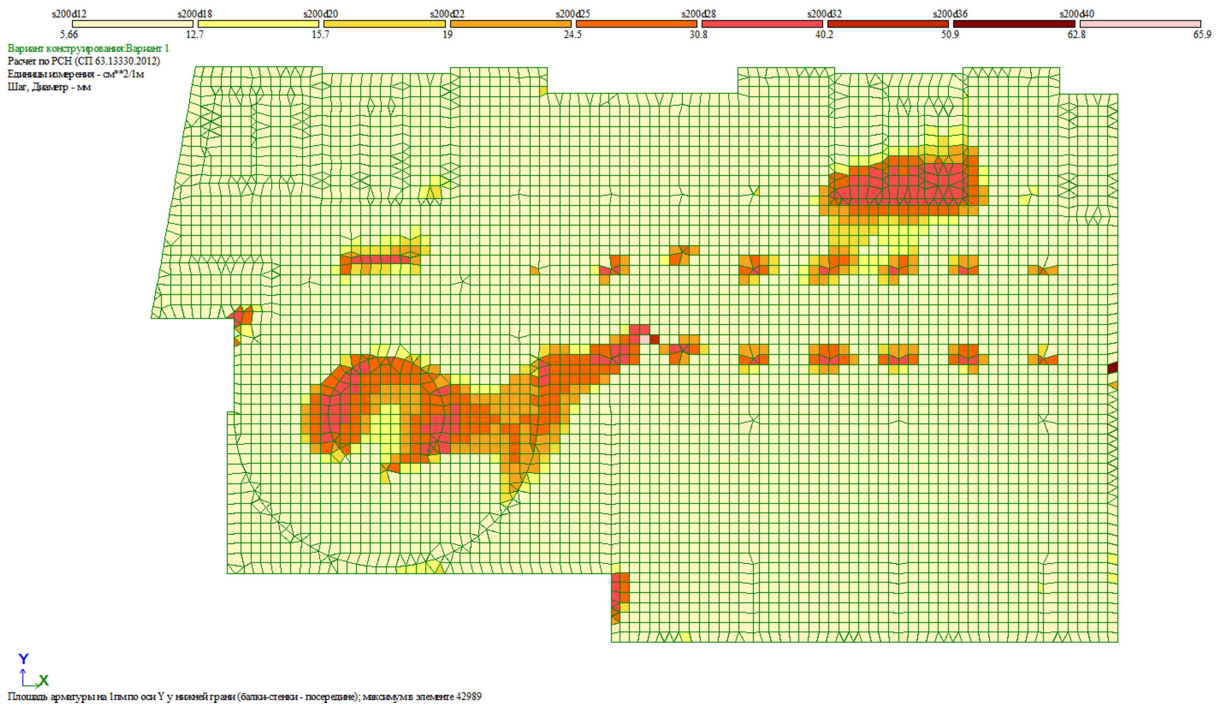 s200d12 s200d18 s200d20 s200d22 s200d25 s200d28 s200d32 s200d36 s200d40
5.66 12.7 15.7 19 24.5 30.8 40.2 50.9 62.8 65.9
Вариант конструирования:Вариант 1
Расчет по РСН (СП 63.13330.2012)
Единицы измерения - см**2/1м
Шаг, Диаметр - мм
Y
X
Площадь арматуры на 1пм по оси Y у нижней грани (балки-стенки - посередине); максимум в элементе 42989